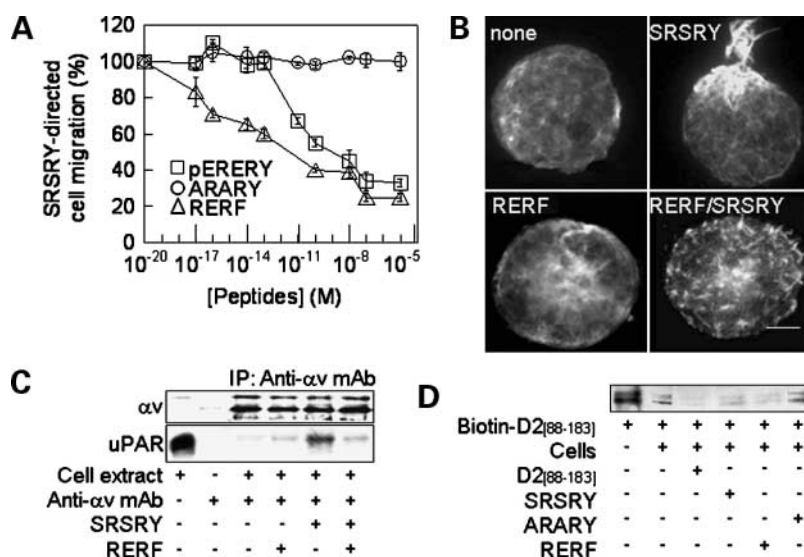 A
SRSRY-directed
cell migration (%)
120
100
80
60
40
20
0
pERERY
ARARY
RERF
10-20 10-17 10-14 10-11 10-8 10-5
[Peptides] (M)
B
none
SRSRY
RERF
RERF/SRSRY
C
IP: Anti-αv mAb
αv
uPAR
Cell extract + - + + + +
Anti-αv mAb - + + + + +
SRSRY - - - - + +
RERF - - - + - +
D
Biotin-D2[88-183] + + + + + +
Cells - + + + + +
D2[88-183] - - + - - -
SRSRY - - - + - -
ARARY - - - - - +
RERF - - - - + -